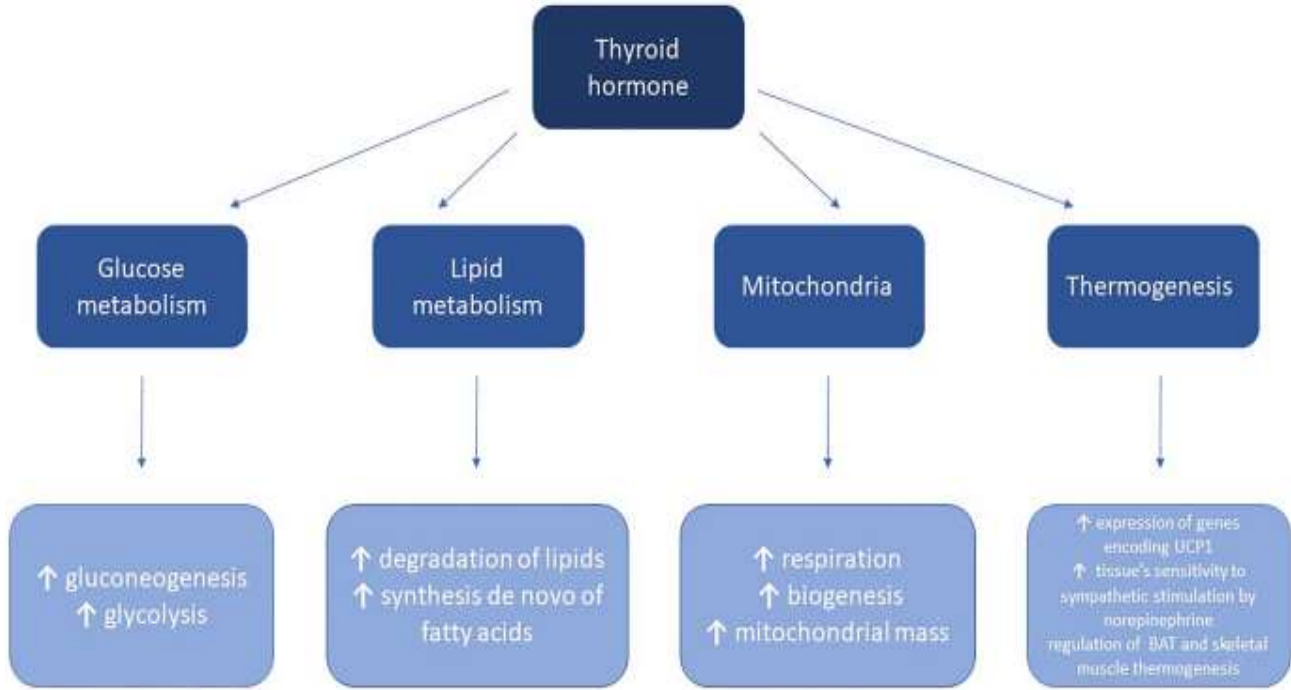 Thyroid
hormone
Glucose
metabolism
Lipid
metabolism
Mitochondria
Thermogenesis
↑ gluconeogenesis
↑ glycolysis
↑ degradation of lipids
↑ synthesis de novo of
fatty acids
↑ respiration
↑ biogenesis
↑ mitochondrial mass
↑ expression of genes
encoding UCP1
↑ tissue's sensitivity to
sympathetic stimulation by
norepinephrine
regulation of BAT and skeletal
muscle thermogenesis